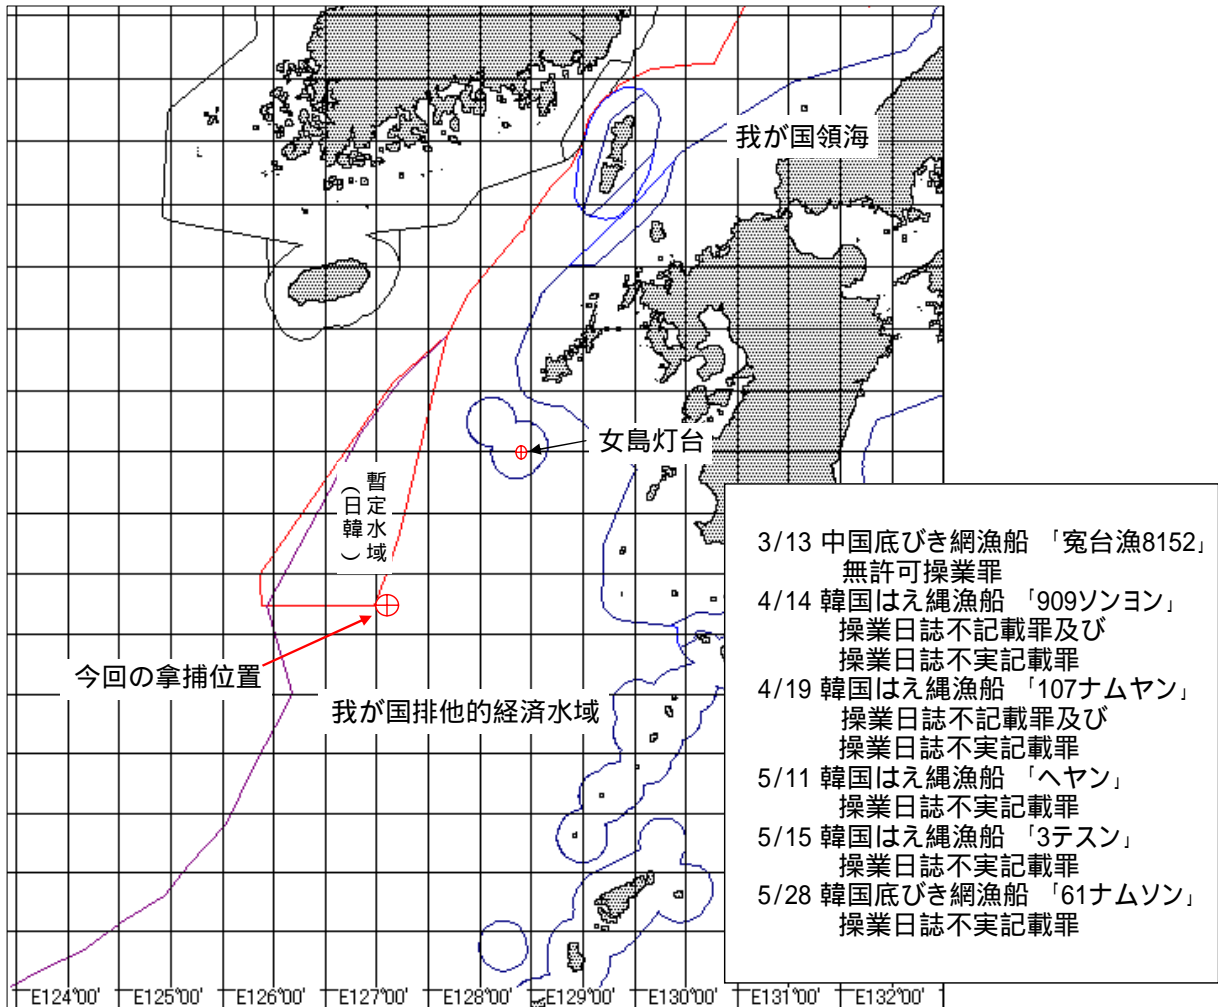 我が国領海
女島灯台
暫定水域
(日韓)
今回の拿捕位置
我が国排他的経済水域
3/13 中国底びき網漁船 「寃台漁8152」
無許可操業罪
4/14 韓国はえ縄漁船 「909ソンヨン」
操業日誌不記載罪及び
操業日誌不実記載罪
4/19 韓国はえ縄漁船 「107ナムヤン」
操業日誌不記載罪及び
操業日誌不実記載罪
5/11 韓国はえ縄漁船 「ヘヤン」
操業日誌不実記載罪
5/15 韓国はえ縄漁船 「3テスン」
操業日誌不実記載罪
5/28 韓国底びき網漁船 「61ナムソン」
操業日誌不実記載罪
E124°00' E125°00' E126°00' E127°00' E128°00' E129°00' E130°00' E131°00' E132°00'